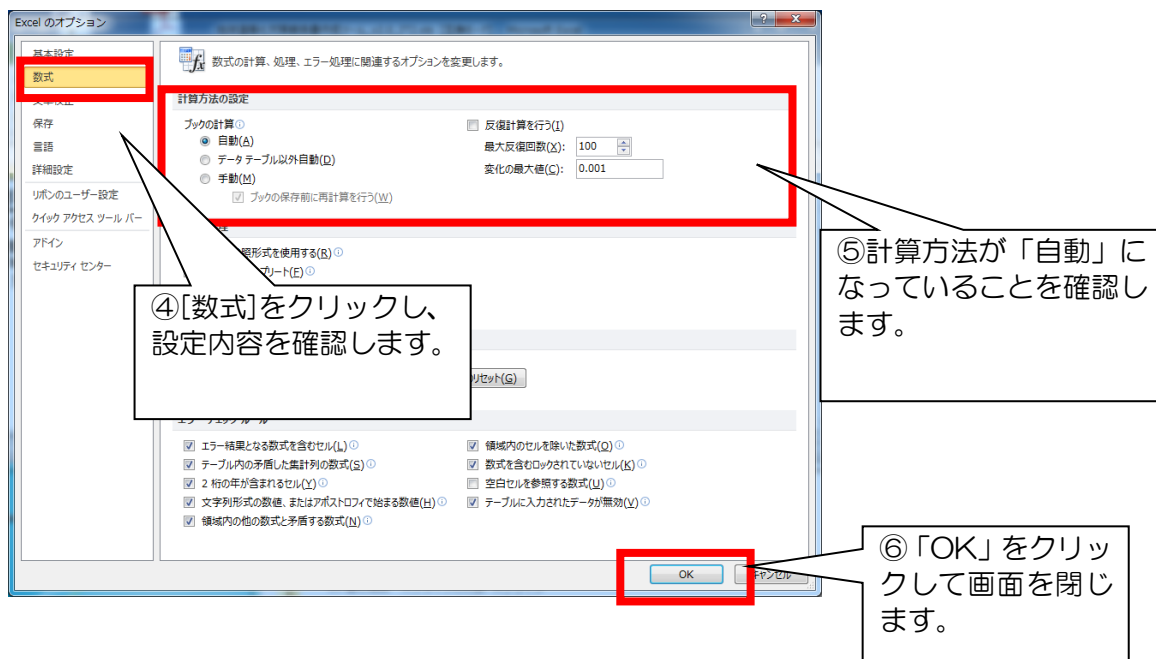 Excel のオプション
基本設定
数式
保存
言語
詳細設定
リボンのユーザー設定
クイック アクセス ツール バー
アドイン
セキュリティ センター
数式の計算、処理、エラー処理に関連するオプションを変更します。
計算方法の設定
ブックの計算
自動(A)
データ テーブル以外自動(D)
手動(M)
ブックの保存前に再計算を行う(W)
反復計算を行う(I)
最大反復回数(X): 100
変化の最大値(C): 0.001
照形式を使用する(R)
プリート(F)
④[数式]をクリックし、
設定内容を確認します。
⑤計算方法が「自動」に
なっていることを確認し
ます。
リセット(G)
エラー結果となる数式を含むセル(L)
テーブル内の矛盾した集計列の数式(S)
2 桁の年が含まれるセル(Y)
文字列形式の数値、またはアポストロフィで始まる数値(H)
領域内の他の数式と矛盾する数式(N)
領域内のセルを除いた数式(O)
数式を含むロックされていないセル(K)
空白セルを参照する数式(U)
テーブルに入力されたデータが無効(V)
OK
キャンセル
⑥「OK」をクリッ
クして画面を閉じ
ます。